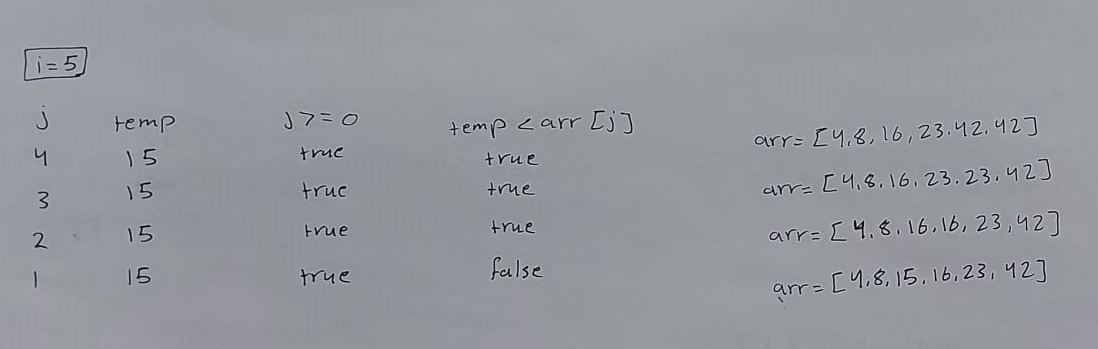 i=5
j temp j>=0 temp<arr[j]
4 15 true true arr=[4,8,16,23.42.42]
3 15 true true arr=[4,8.16.23.23.42]
2 15 true true arr=[4.8.16.16,23,42]
1 15 true false arr=[4.8,15.16,23,42]